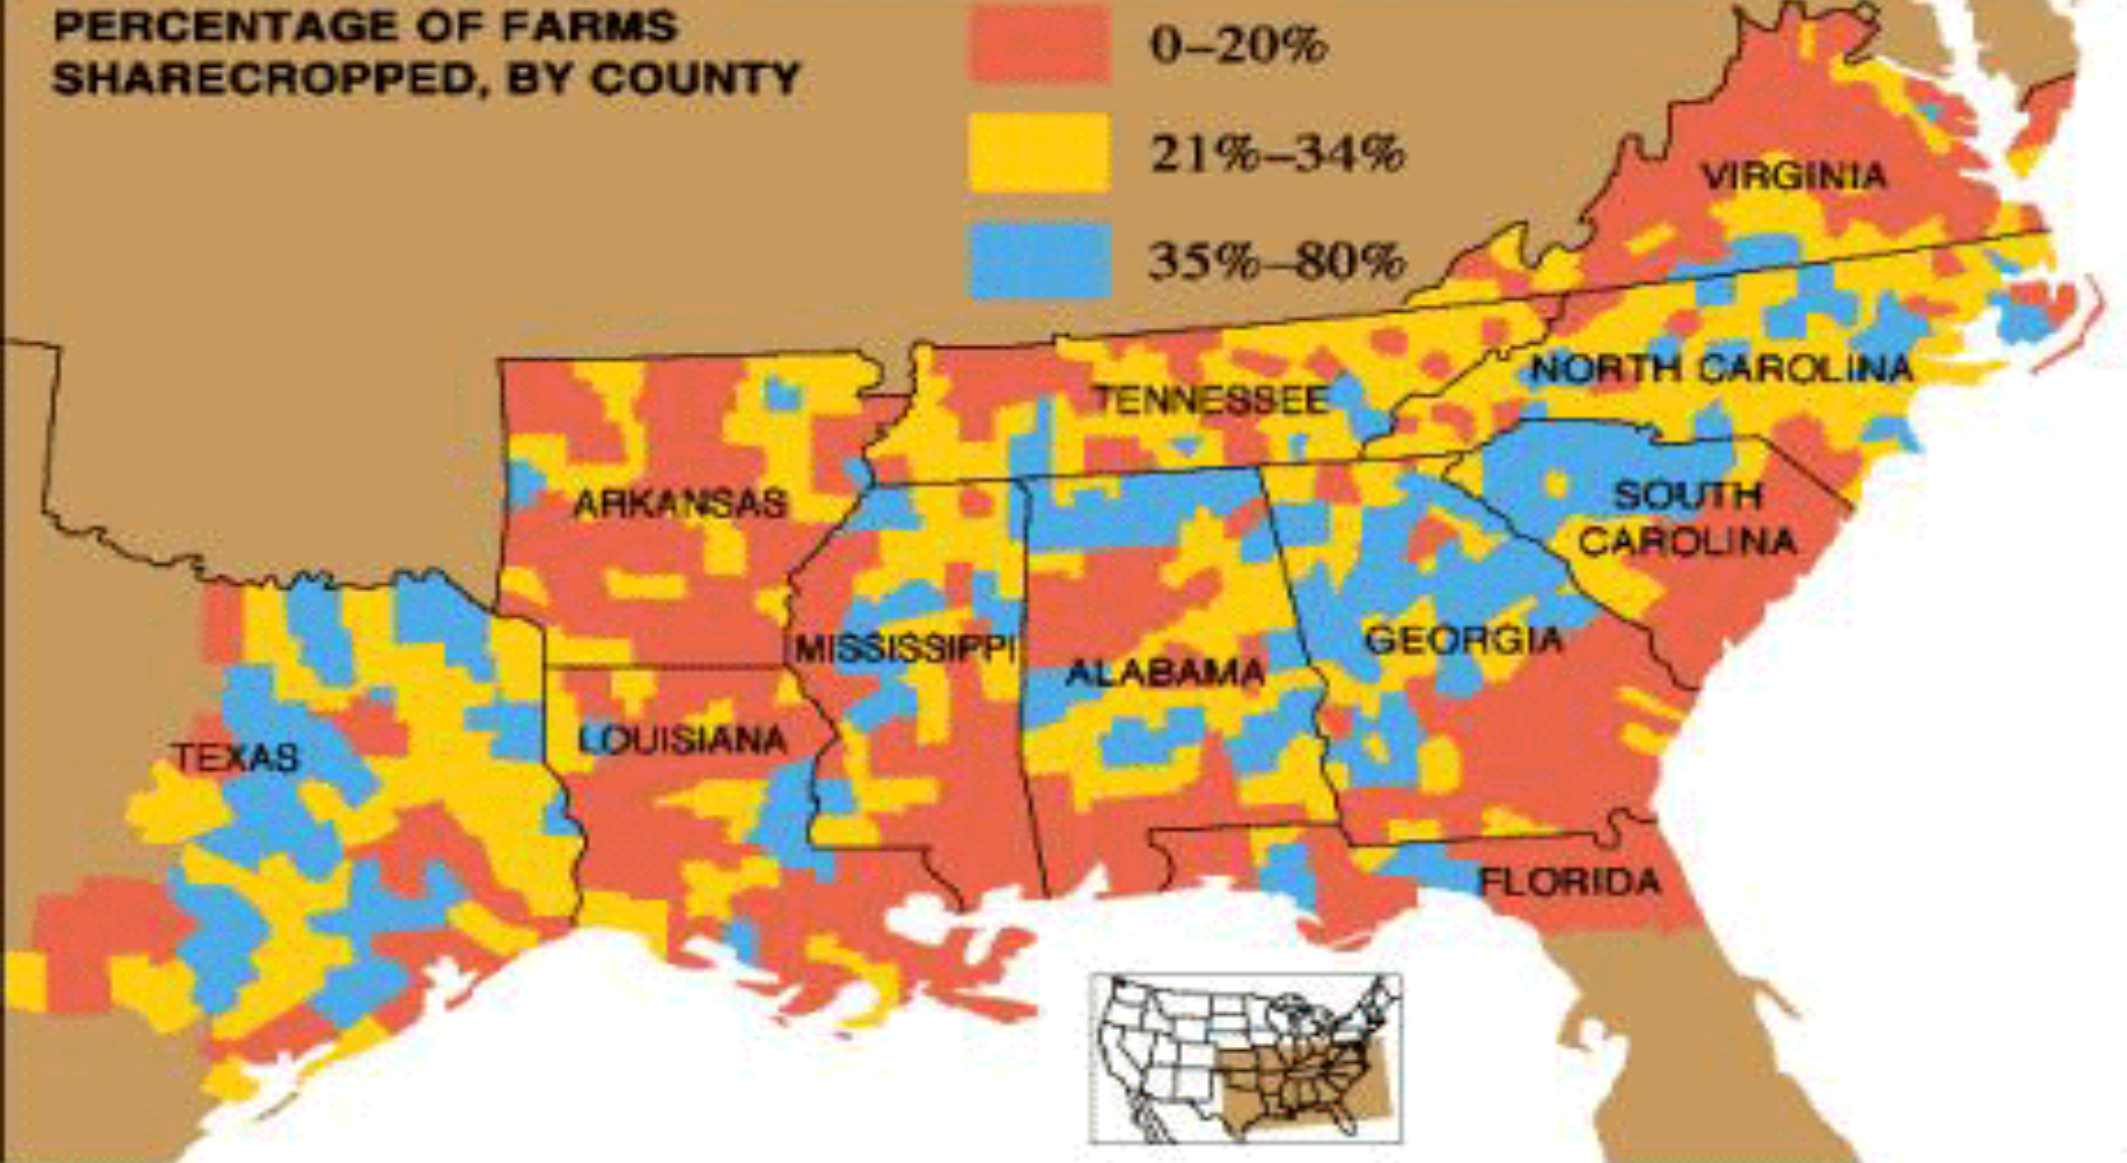 PERCENTAGE OF FARMS
SHARECROPPED, BY COUNTY
0–20%
21%–34%
35%–80%
VIRGINIA
NORTH CAROLINA
TENNESSEE
ARKANSAS
SOUTH
CAROLINA
MISSISSIPPI
GEORGIA
ALABAMA
LOUISIANA
TEXAS
FLORIDA